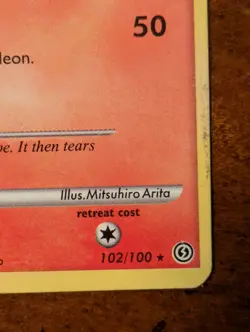 50
leon.
e. It then tears
Illus.Mitsuhiro Arita
retreat cost
102/100 ★